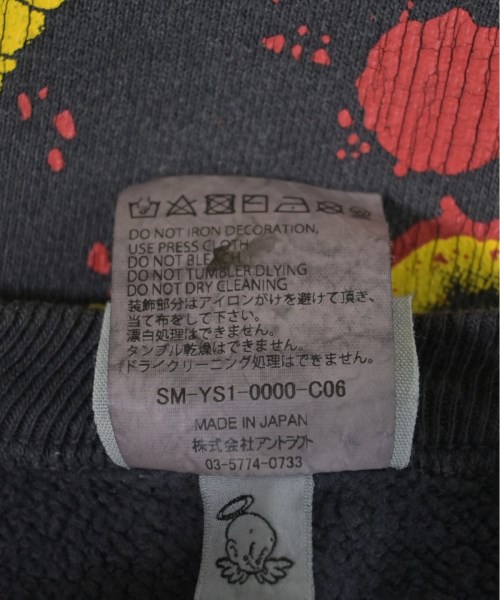 DO NOT IRON DECORATION,
USE PRESS CLOTH
DO NOT BLEACH
DO NOT TUMBLER DLYING
DO NOT DRY CLEANING
装飾部分はアイロンがけを避けて頂き、
当て布をして下さい。
漂白処理はできません。
タンブル乾燥はできません。
ドライクリーニング処理はできません。
SM-YS1-0000-C06
MADE IN JAPAN
株式会社アントラクト
03-5774-0733